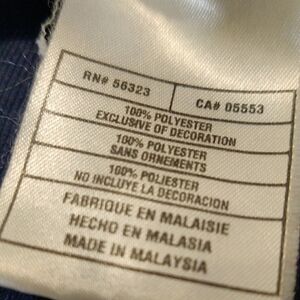 RN# 56323 CA# 05553
100% POLYESTER
EXCLUSIVE OF DECORATION
100% POLYESTER
SANS ORNEMENTS
100% POLIESTER
NO INCLUYE LA DECORACION
FABRIQUE EN MALAISIE
HECHO EN MALASIA
MADE IN MALAYSIA